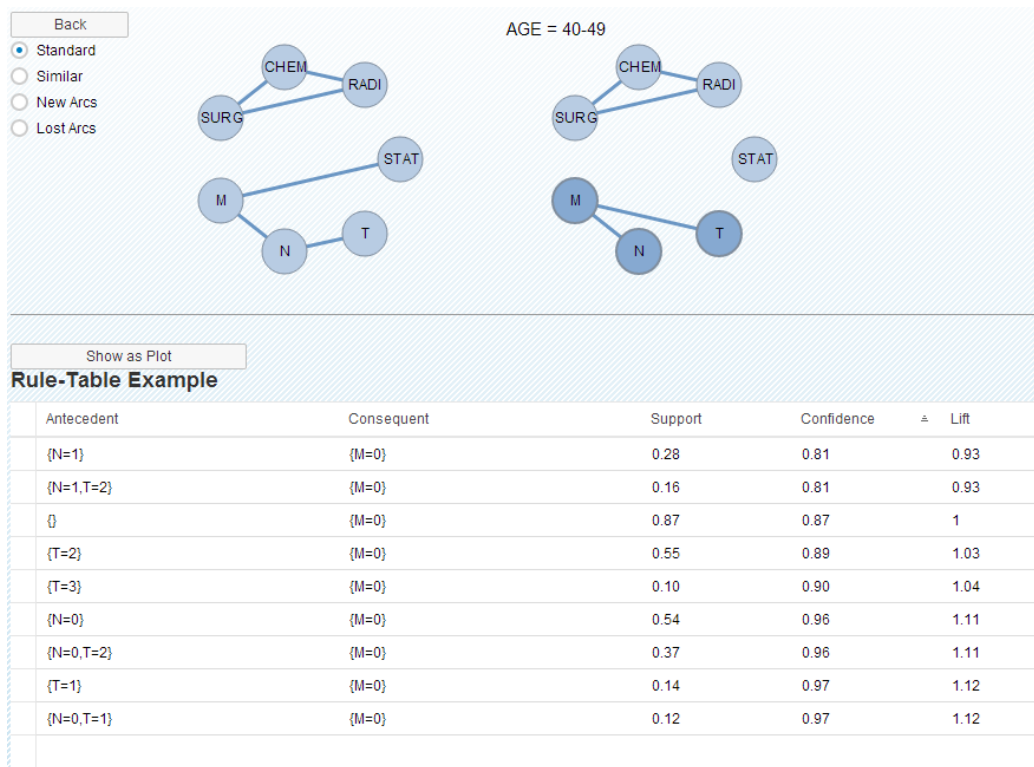 Back
AGE = 40-49
Standard
Similar
New Arcs
Lost Arcs
CHEM
RADI
SURG
STAT
M
N
T
CHEM
RADI
SURG
STAT
M
N
T
Show as Plot
Rule-Table Example
Antecedent Consequent Support Confidence Lift
{N=1} {M=0} 0.28 0.81 0.93
{N=1,T=2} {M=0} 0.16 0.81 0.93
{} {M=0} 0.87 0.87 1
{T=2} {M=0} 0.55 0.89 1.03
{T=3} {M=0} 0.10 0.90 1.04
{N=0} {M=0} 0.54 0.96 1.11
{N=0,T=2} {M=0} 0.37 0.96 1.11
{T=1} {M=0} 0.14 0.97 1.12
{N=0,T=1} {M=0} 0.12 0.97 1.12